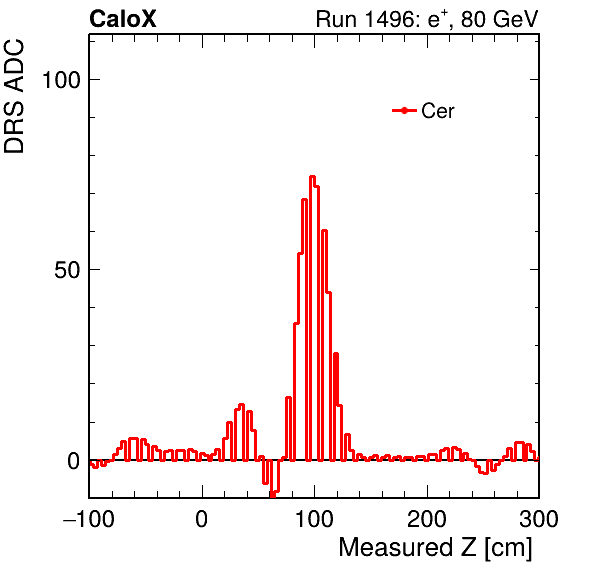 CaloX Run 1496: e⁺, 80 GeV
DRS ADC
100
Cer
50
0
−100 0 100 200 300
Measured Z [cm]